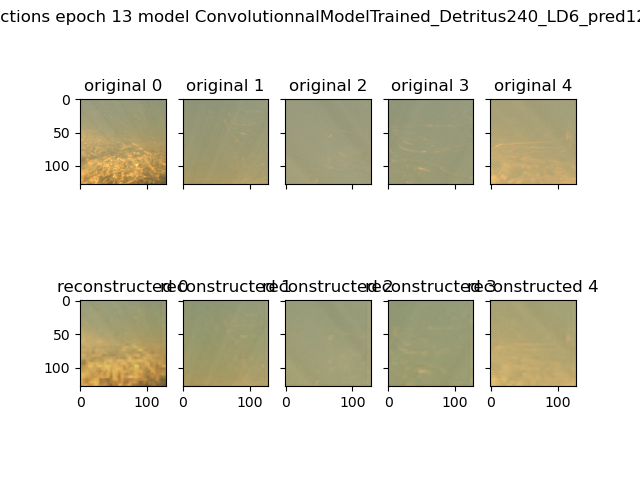 ctions epoch 13 model ConvolutionnalModelTrained_Detritus240_LD6_pred12
original 0 original 1 original 2 original 3 original 4
0
50
100
reconstructed 0 reconstructed 1 reconstructed 2 reconstructed 3 reconstructed 4
0
50
100
0 100 0 100 0 100 0 100 0 100